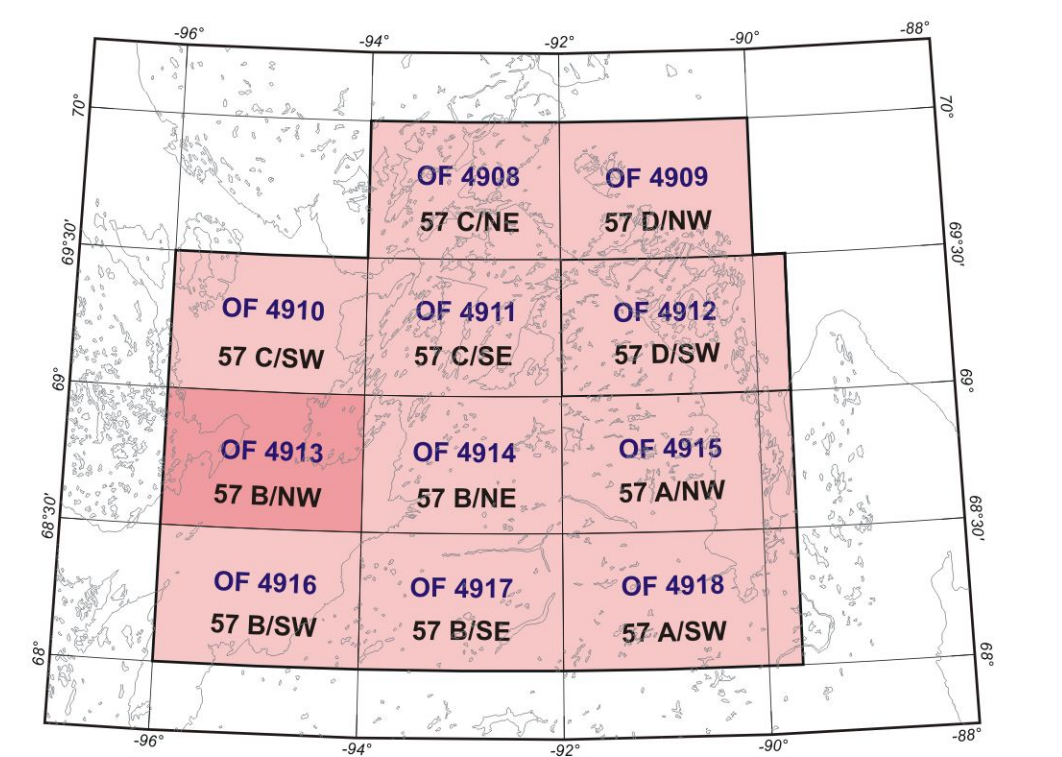 -96°
-94°
-92°
-90°
-88°
70°
70°
OF 4908
57 C/NE
OF 4909
57 D/NW
69°30'
69°30'
OF 4910
57 C/SW
OF 4911
57 C/SE
OF 4912
57 D/SW
69°
69°
OF 4913
57 B/NW
OF 4914
57 B/NE
OF 4915
57 A/NW
68°30'
68°30'
OF 4916
57 B/SW
OF 4917
57 B/SE
OF 4918
57 A/SW
68°
68°
-96°
-94°
-92°
-90°
-88°